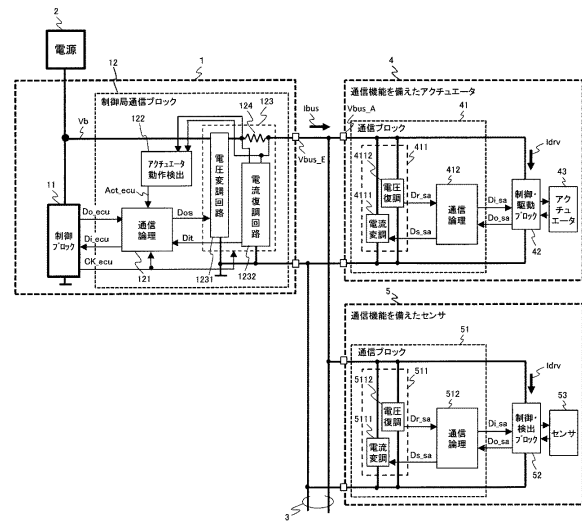 2
電源
1
12
制御局通信ブロック
Vb
122
アクチュエータ
動作検出
124
123
Ibus
Vbus_A
Vbus_E
11
Do_ecu
Di_ecu
CK_ecu
制御
ブロック
Act_ecu
通信
論理
121
Dos
Dit
電圧変調回路
1231
電流復調回路
1232
4
通信機能を備えたアクチュエータ
41
通信ブロック
411
4112
電圧
復調
4111
電流
変調
Dr_sa
Ds_sa
412
通信
論理
Di_sa
Do_sa
Idrv
制御・
駆動
ブロック
42
43
アク
チュ
エータ
5
通信機能を備えたセンサ
51
通信ブロック
511
5112
電圧
復調
5111
電流
変調
Dr_sa
Ds_sa
512
通信
論理
Di_sa
Do_sa
Idrv
制御・
検出
ブロック
52
53
センサ
3